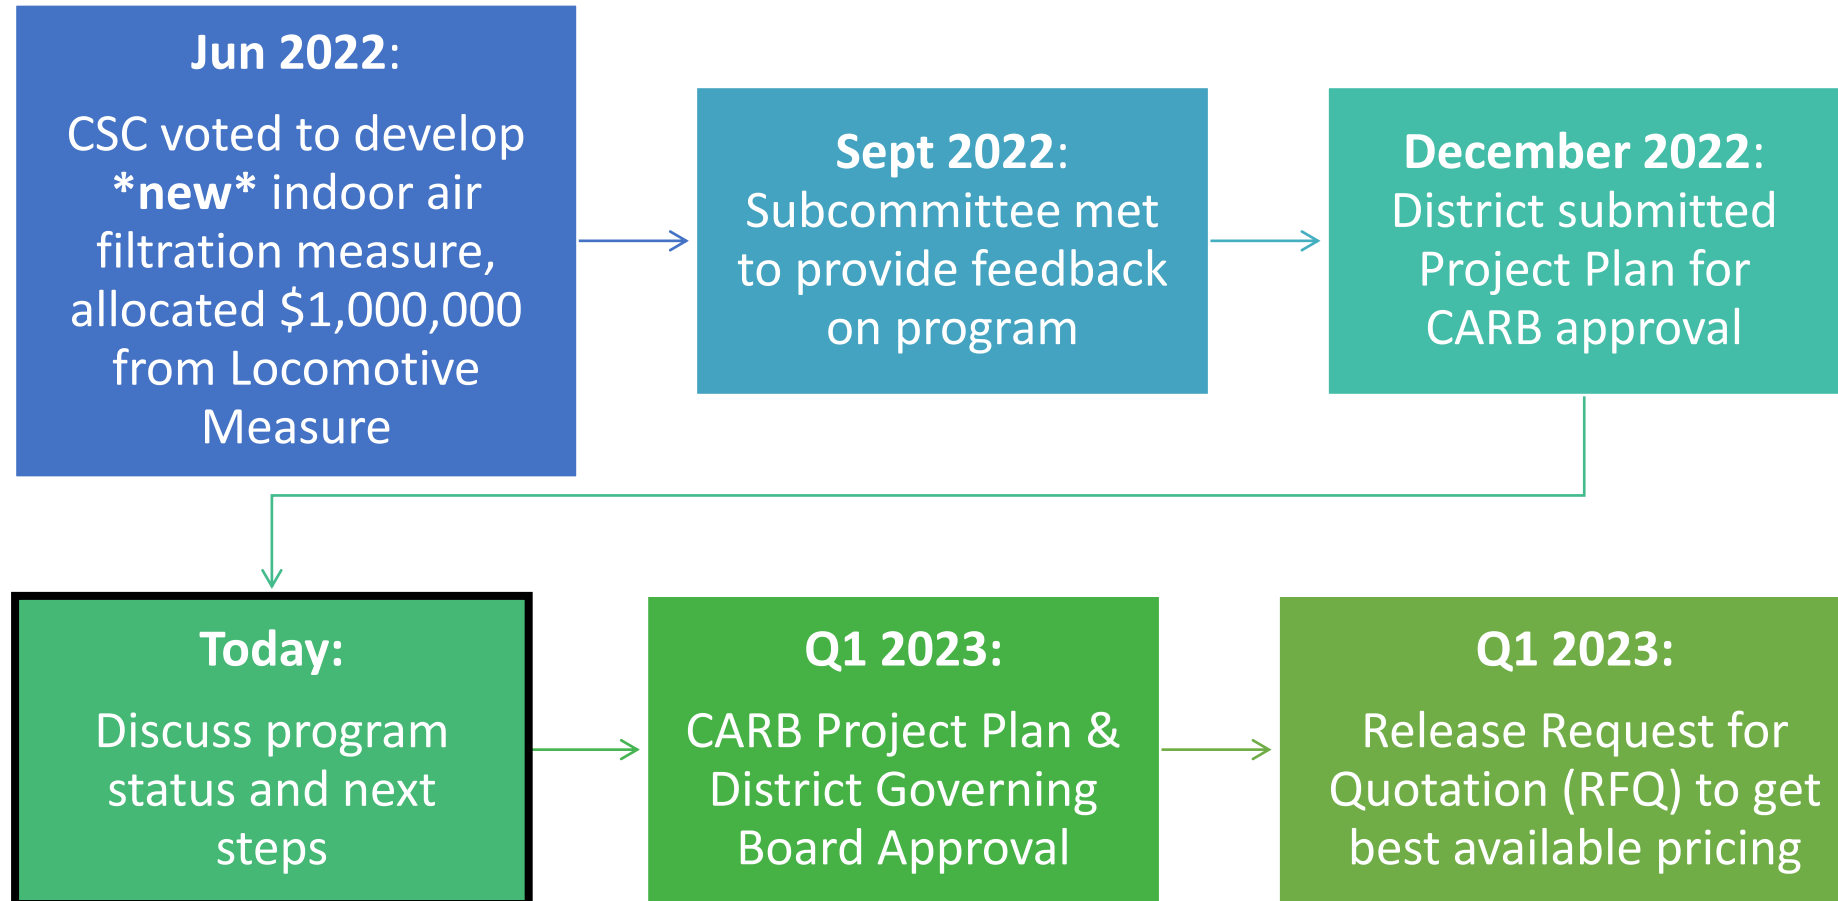 Jun 2022:
CSC voted to develop
*new* indoor air
filtration measure,
allocated $1,000,000
from Locomotive
Measure
Sept 2022:
Subcommittee met
to provide feedback
on program
December 2022:
District submitted
Project Plan for
CARB approval
Today:
Discuss program
status and next
steps
Q1 2023:
CARB Project Plan &
District Governing
Board Approval
Q1 2023:
Release Request for
Quotation (RFQ) to get
best available pricing